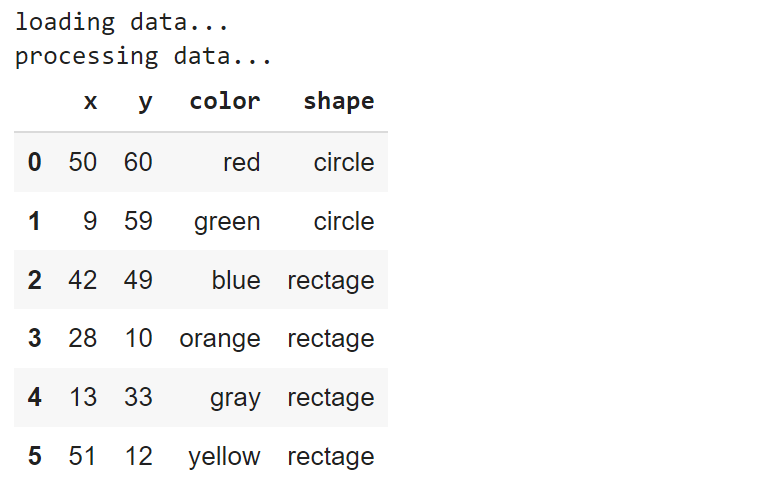 loading data...
processing data...
x y color shape
0 50 60 red circle
1 9 59 green circle
2 42 49 blue rectage
3 28 10 orange rectage
4 13 33 gray rectage
5 51 12 yellow rectage